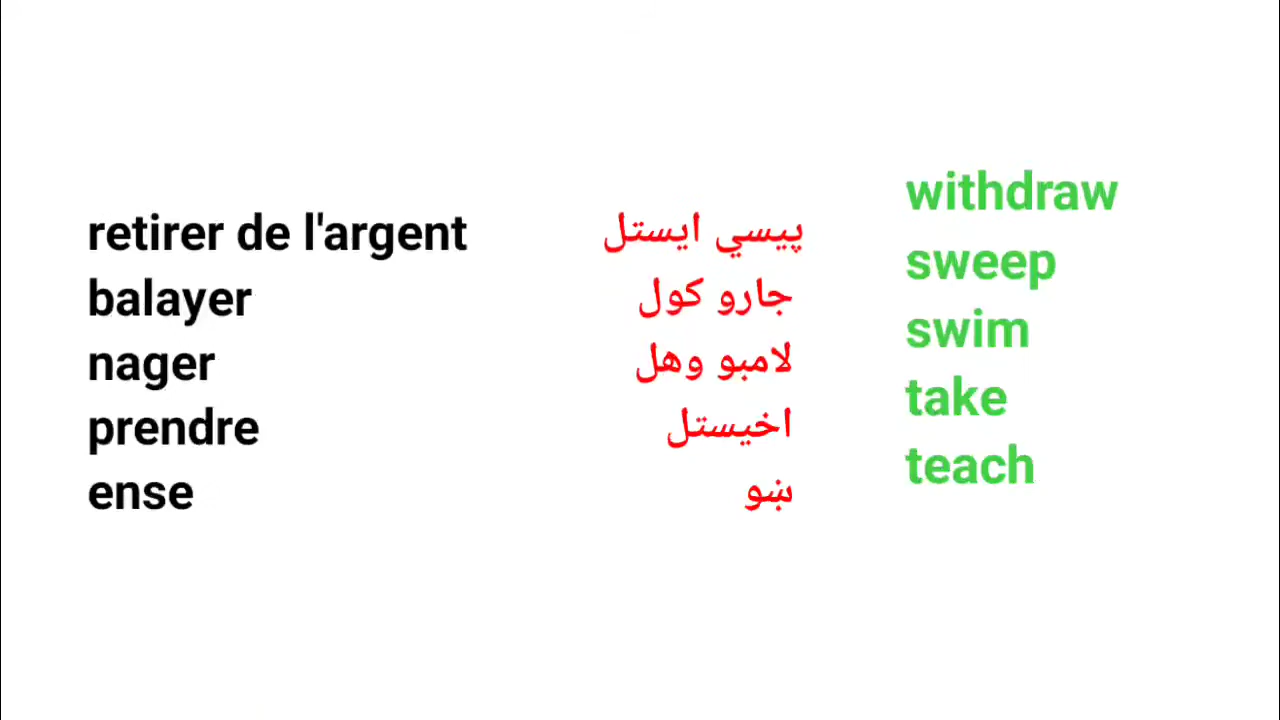 retirer de l'argent
balayer
nager
prendre
ense
پيسي ايستل
جارو کول
لامبو وهل
اخيستل
ښو
withdraw
sweep
swim
take
teach